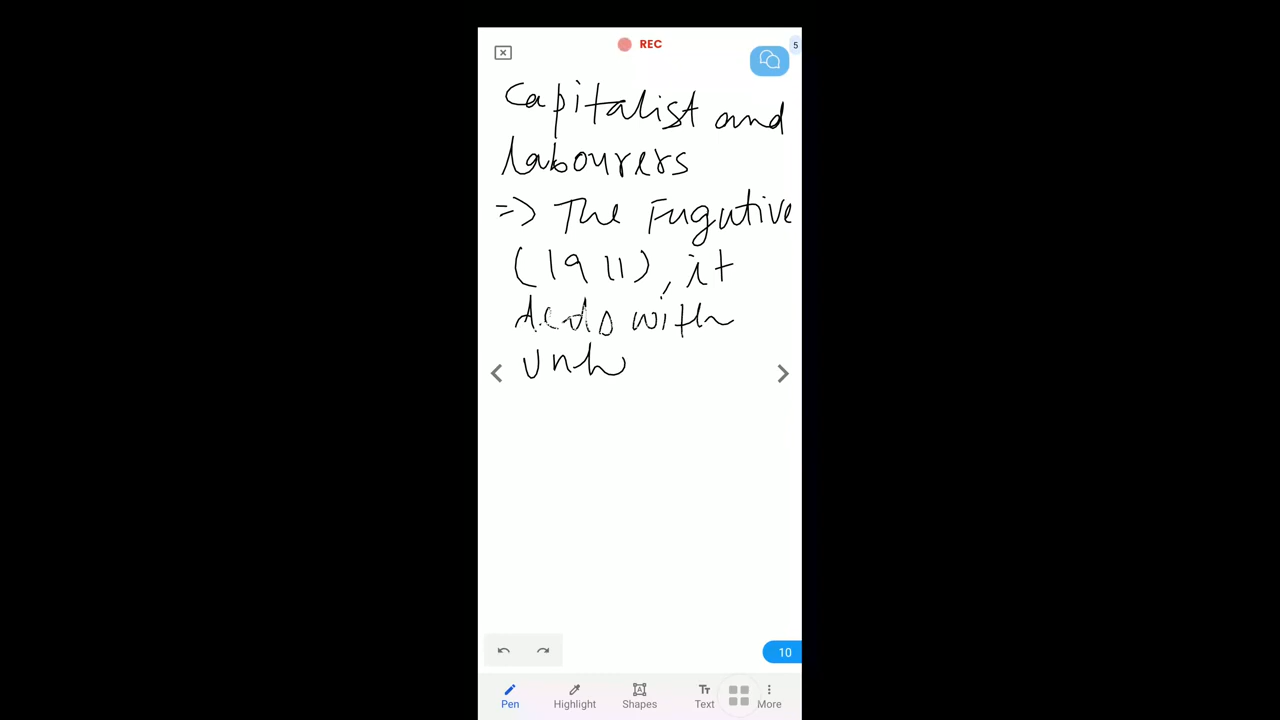 REC
5
Capitalist and
labourers
=> The Fugutive
(1911), it
deals with
Unh
10
Pen
Highlight
Shapes
Text
More